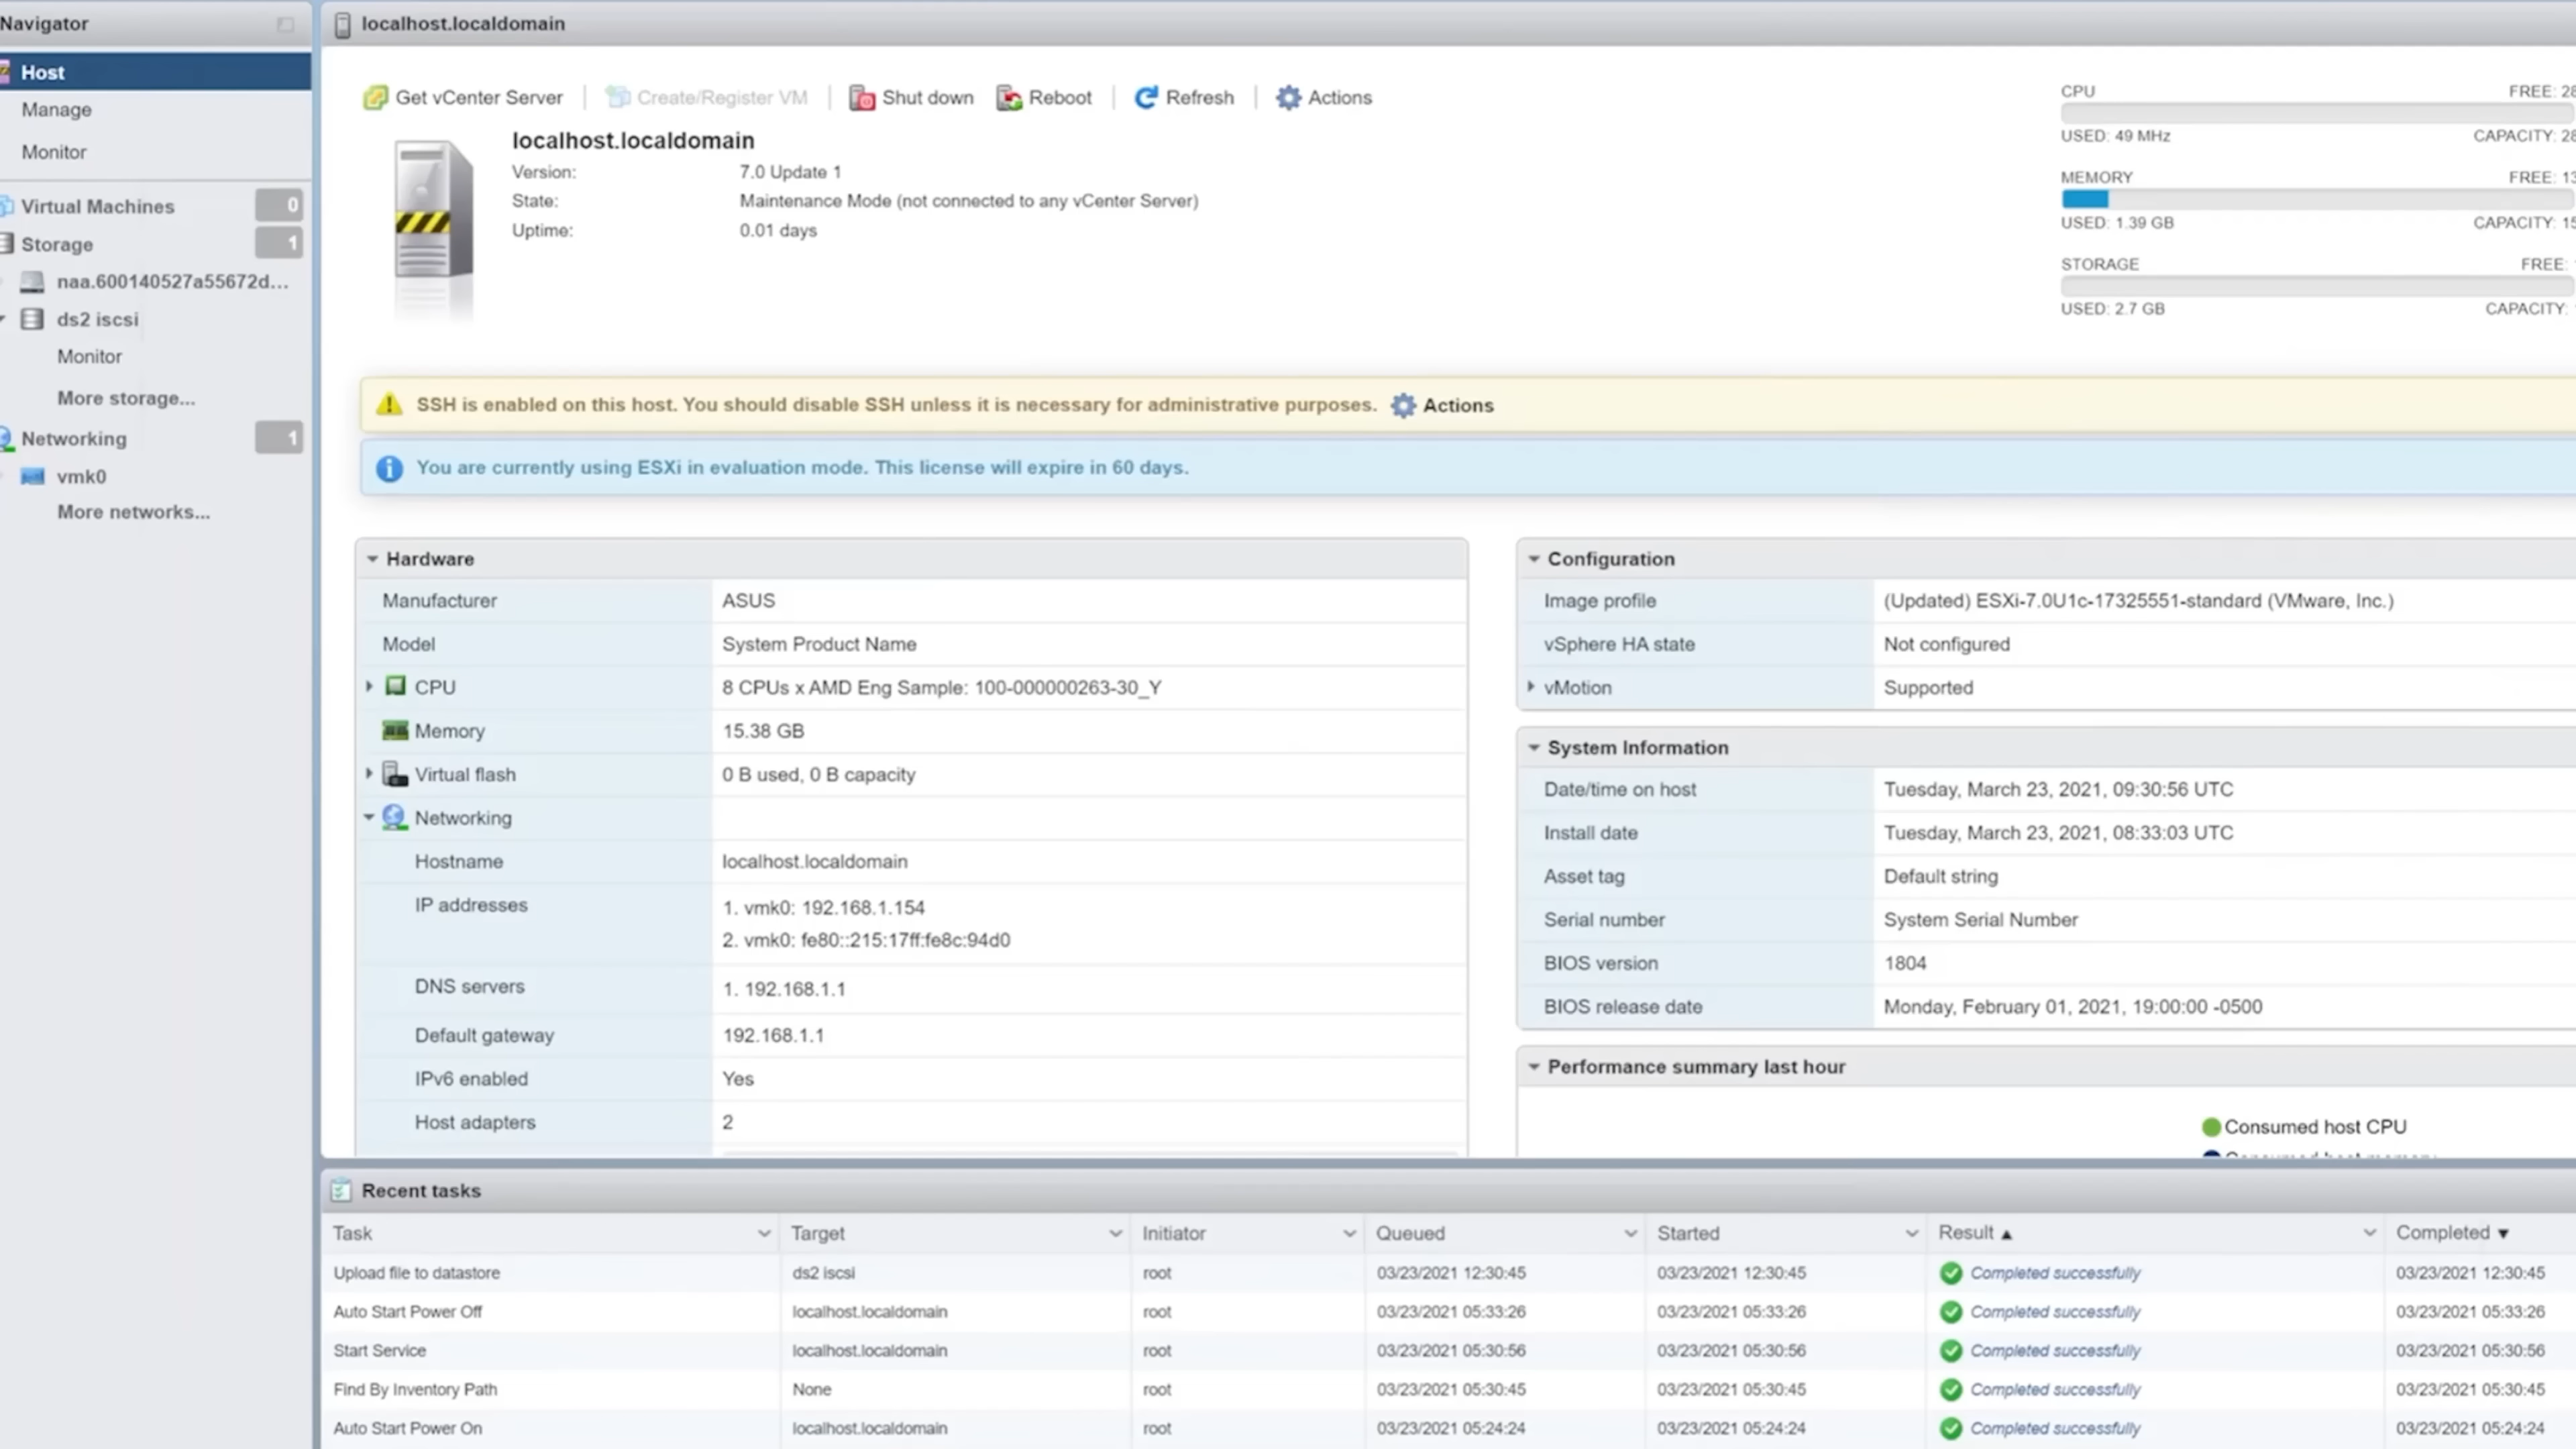 Navigator
localhost.localdomain
Host
Manage
Monitor
Virtual Machines 0
Storage 1
naa.600140527a55672d...
ds2 iscsi
Monitor
More storage...
Networking 1
vmk0
More networks...
Get vCenter Server Create/Register VM Shut down Reboot Refresh Actions
localhost.localdomain
Version: 7.0 Update 1
State: Maintenance Mode (not connected to any vCenter Server)
Uptime: 0.01 days
CPU FREE: 28
USED: 49 MHz CAPACITY: 28
MEMORY FREE: 13
USED: 1.39 GB CAPACITY: 15
STORAGE FREE:
USED: 2.7 GB CAPACITY:
SSH is enabled on this host. You should disable SSH unless it is necessary for administrative purposes. Actions
You are currently using ESXi in evaluation mode. This license will expire in 60 days.
Hardware
Manufacturer ASUS
Model System Product Name
CPU 8 CPUs x AMD Eng Sample: 100-000000263-30_Y
Memory 15.38 GB
Virtual flash 0 B used, 0 B capacity
Networking
Hostname localhost.localdomain
IP addresses 1. vmk0: 192.168.1.154
2. vmk0: fe80::215:17ff:fe8c:94d0
DNS servers 1. 192.168.1.1
Default gateway 192.168.1.1
IPv6 enabled Yes
Host adapters 2
Configuration
Image profile (Updated) ESXi-7.0U1c-17325551-standard (VMware, Inc.)
vSphere HA state Not configured
vMotion Supported
System Information
Date/time on host Tuesday, March 23, 2021, 09:30:56 UTC
Install date Tuesday, March 23, 2021, 08:33:03 UTC
Asset tag Default string
Serial number System Serial Number
BIOS version 1804
BIOS release date Monday, February 01, 2021, 19:00:00 -0500
Performance summary last hour
Consumed host CPU
Recent tasks
Task Target Initiator Queued Started Result Completed
Upload file to datastore ds2 iscsi root 03/23/2021 12:30:45 03/23/2021 12:30:45 Completed successfully 03/23/2021 12:30:45
Auto Start Power Off localhost.localdomain root 03/23/2021 05:33:26 03/23/2021 05:33:26 Completed successfully 03/23/2021 05:33:26
Start Service localhost.localdomain root 03/23/2021 05:30:56 03/23/2021 05:30:56 Completed successfully 03/23/2021 05:30:56
Find By Inventory Path None root 03/23/2021 05:30:45 03/23/2021 05:30:45 Completed successfully 03/23/2021 05:30:45
Auto Start Power On localhost.localdomain root 03/23/2021 05:24:24 03/23/2021 05:24:24 Completed successfully 03/23/2021 05:24:24